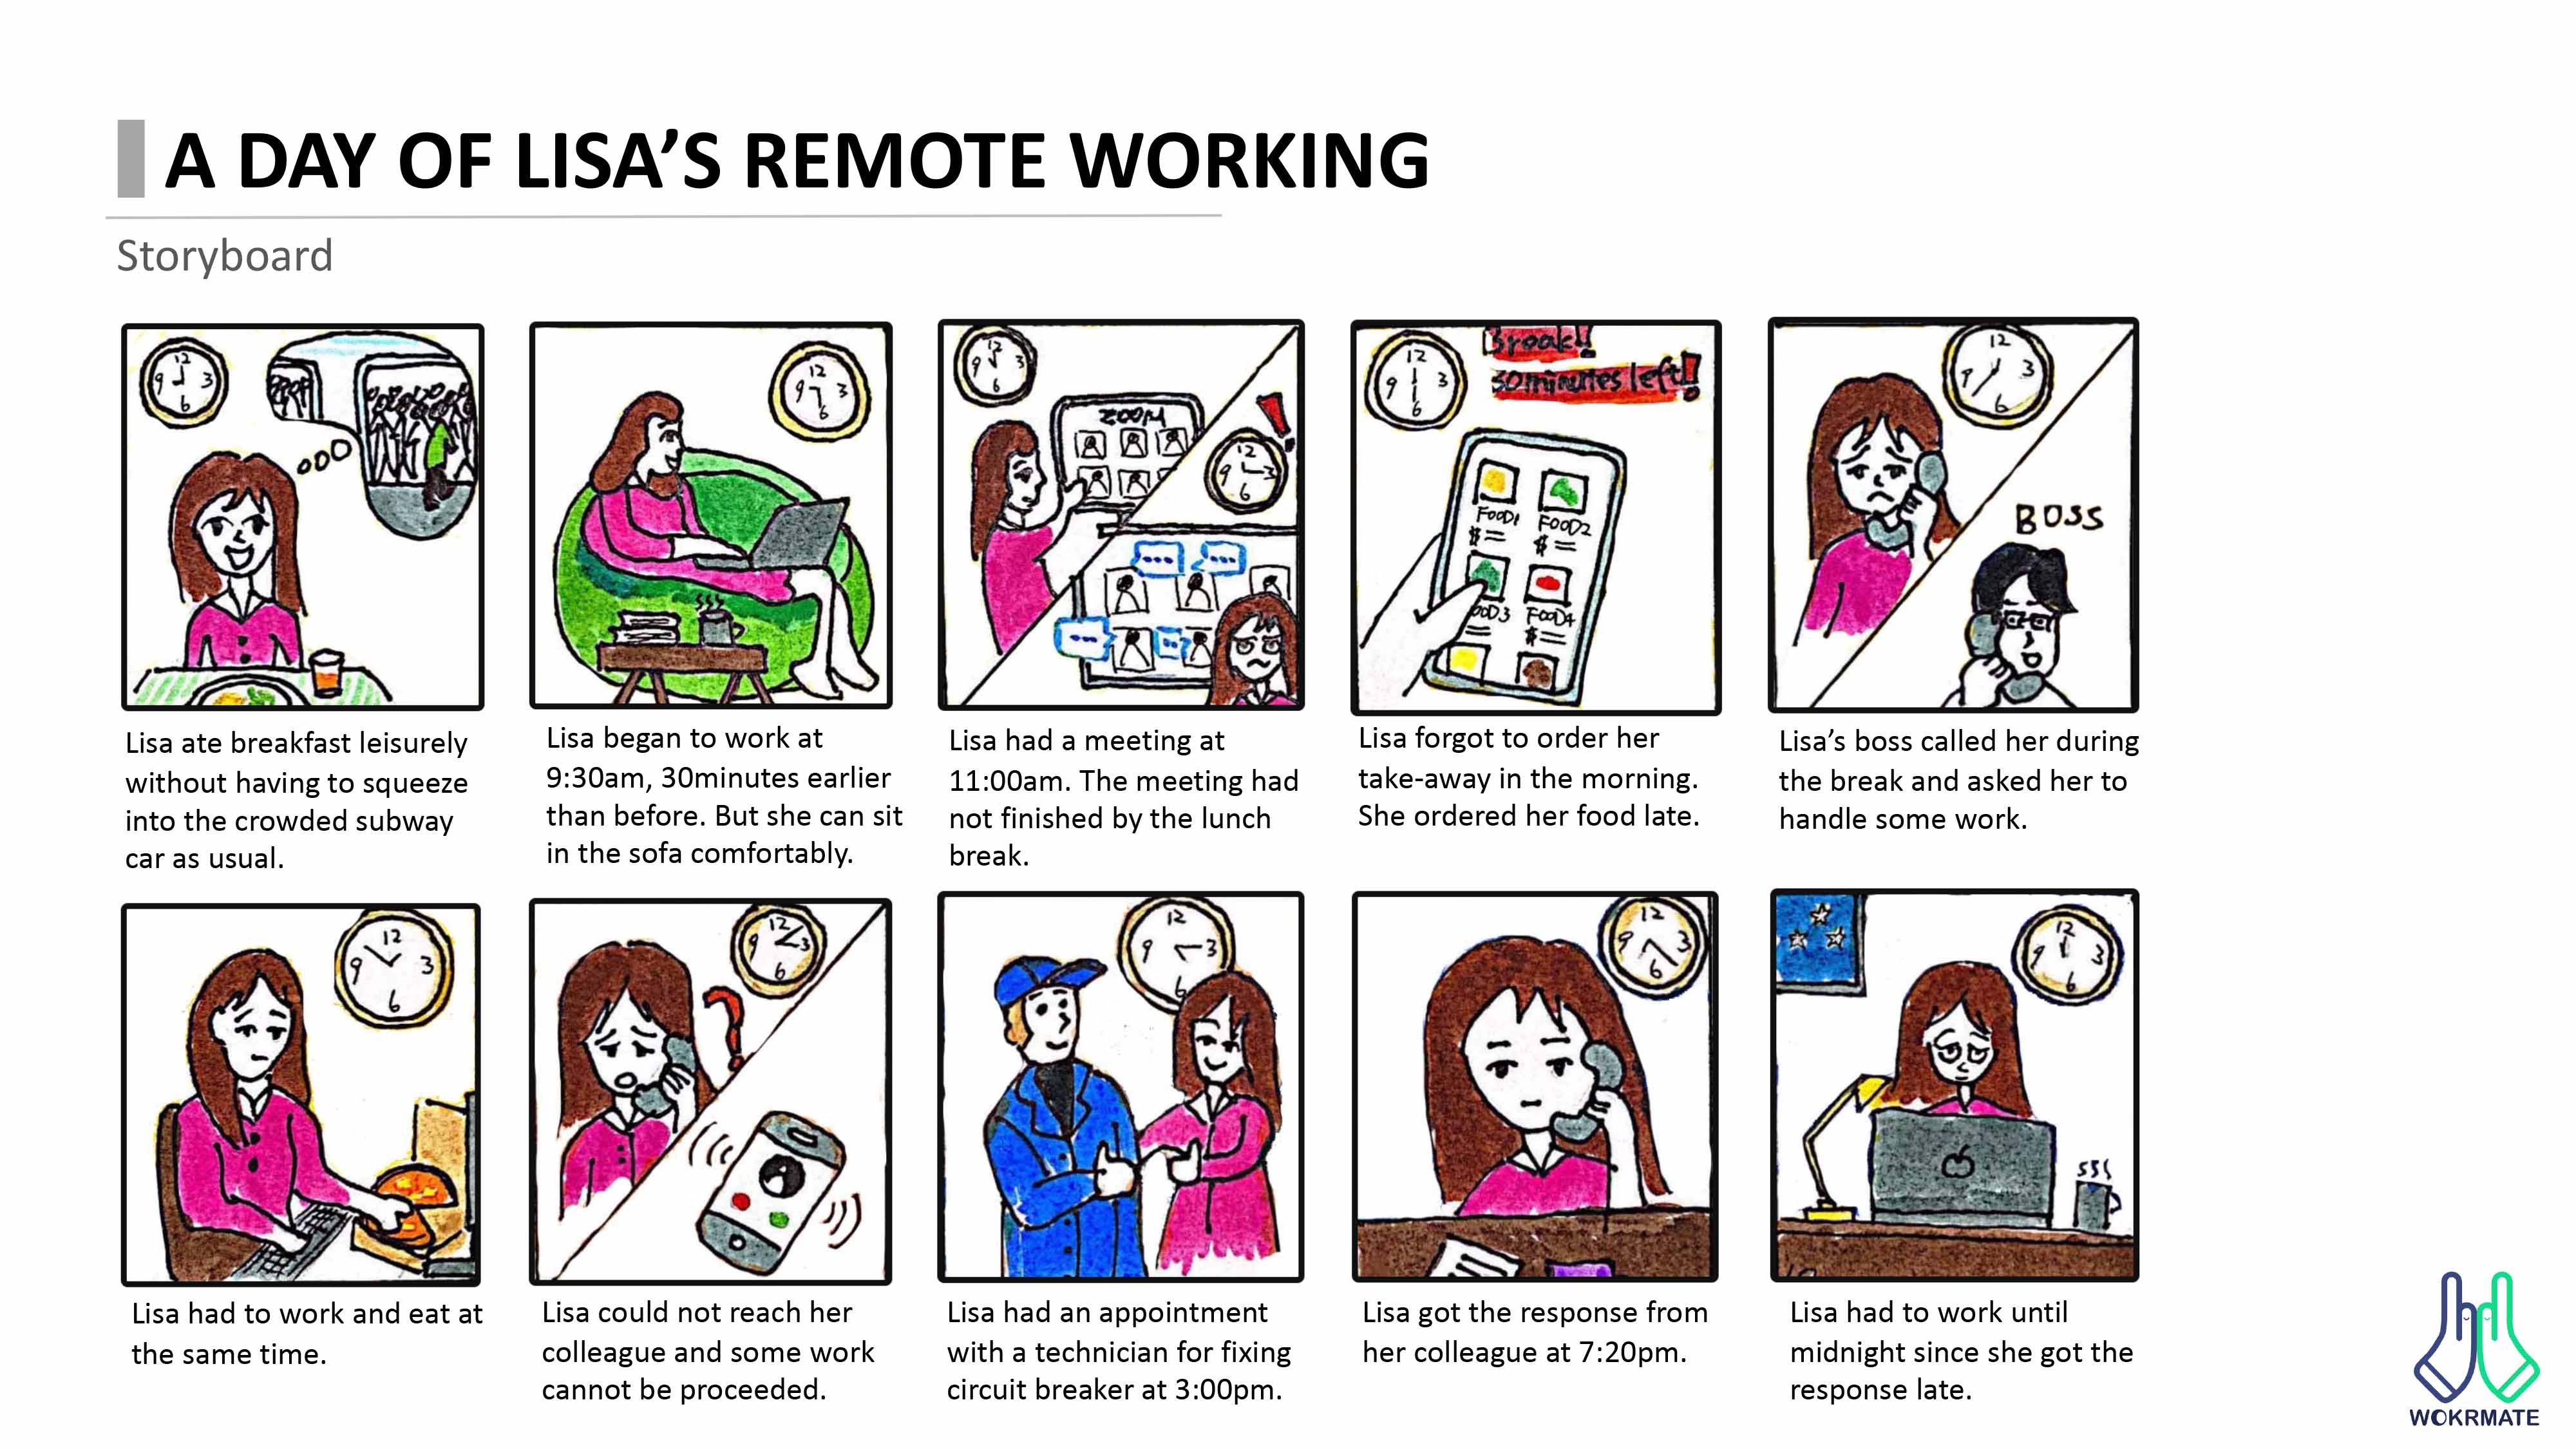 A DAY OF LISA’S REMOTE WORKING
Storyboard
12
9 3
6
Lisa ate breakfast leisurely
without having to squeeze
into the crowded subway
car as usual.
12
9 3
6
Lisa began to work at
9:30am, 30minutes earlier
than before. But she can sit
in the sofa comfortably.
12
9 3
6
ZOOM
12
9 3
6
!
Lisa had a meeting at
11:00am. The meeting had
not finished by the lunch
break.
12
9 3
6
Break!!
30minutes left!
FOOD1 FOOD2
$= $=
OOD3 FOOD4
$=
Lisa forgot to order her
take-away in the morning.
She ordered her food late.
12
9 3
6
BOSS
Lisa’s boss called her during
the break and asked her to
handle some work.
12
9 3
6
Lisa had to work and eat at
the same time.
12
9 3
6
?
Lisa could not reach her
colleague and some work
cannot be proceeded.
12
9 3
6
Lisa had an appointment
with a technician for fixing
circuit breaker at 3:00pm.
12
9 3
6
Lisa got the response from
her colleague at 7:20pm.
12
9 3
6
Lisa had to work until
midnight since she got the
response late.
WOKRMATE